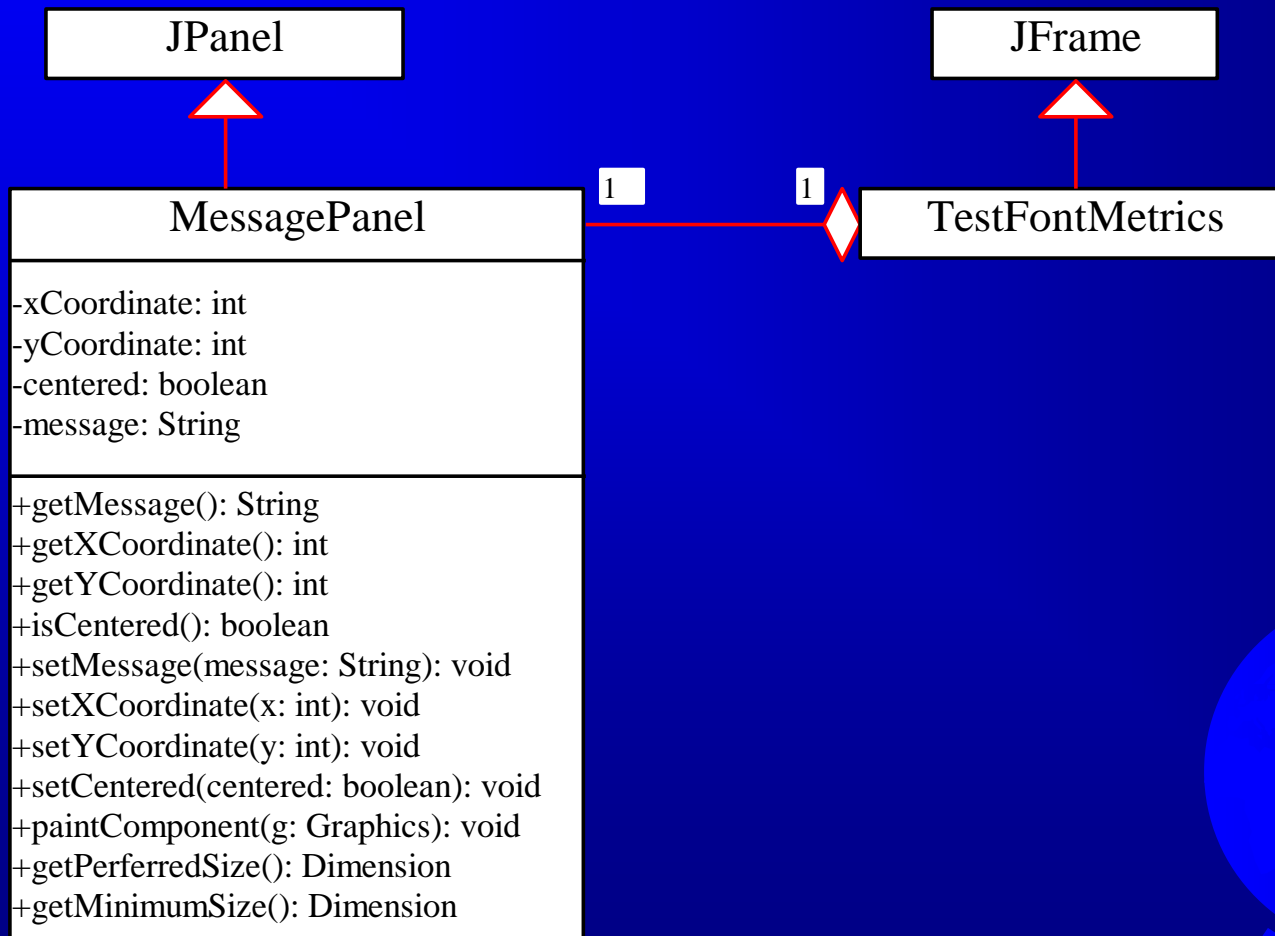 JPanel
JFrame
1
1
MessagePanel
TestFontMetrics
-xCoordinate: int
-yCoordinate: int
-centered: boolean
-message: String
+getMessage(): String
+getXCoordinate(): int
+getYCoordinate(): int
+isCentered(): boolean
+setMessage(message: String): void
+setXCoordinate(x: int): void
+setYCoordinate(y: int): void
+setCentered(centered: boolean): void
+paintComponent(g: Graphics): void
+getPerferredSize(): Dimension
+getMinimumSize(): Dimension